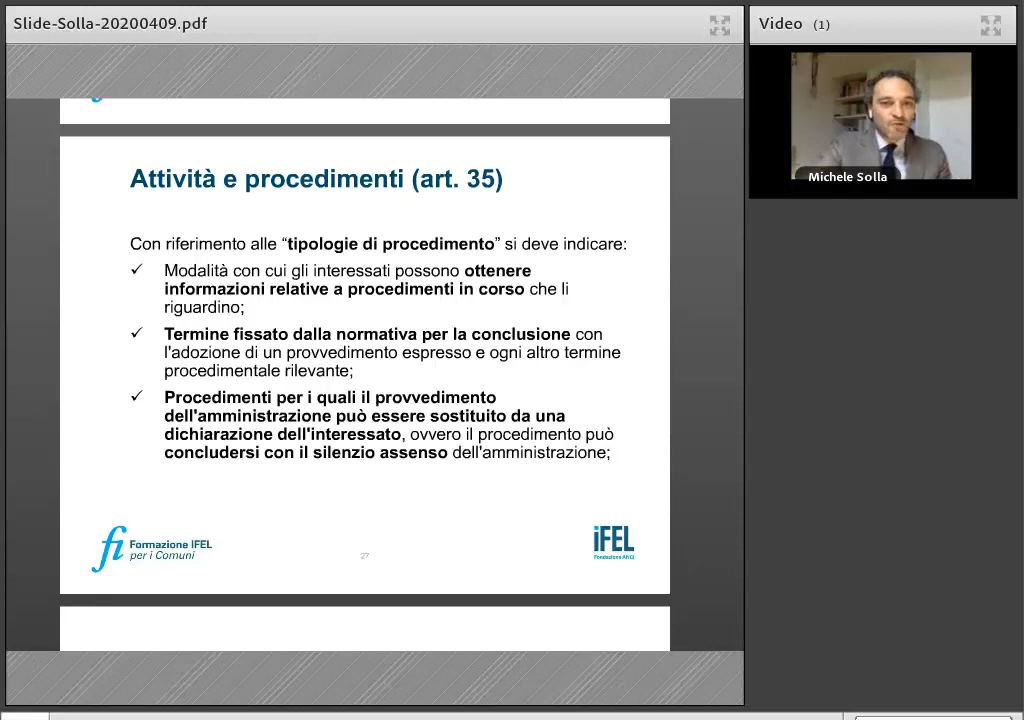 Slide-Solla-20200409.pdf
Video (1)
Michele Solla
Attività e procedimenti (art. 35)
Con riferimento alle “tipologie di procedimento” si deve indicare:
✓ Modalità con cui gli interessati possono ottenere
informazioni relative a procedimenti in corso che li
riguardino;
✓ Termine fissato dalla normativa per la conclusione con
l'adozione di un provvedimento espresso e ogni altro termine
procedimentale rilevante;
✓ Procedimenti per i quali il provvedimento
dell'amministrazione può essere sostituito da una
dichiarazione dell'interessato, ovvero il procedimento può
concludersi con il silenzio assenso dell'amministrazione;
fi Formazione IFEL
per i Comuni
27
iFEL
Fondazione ANCI